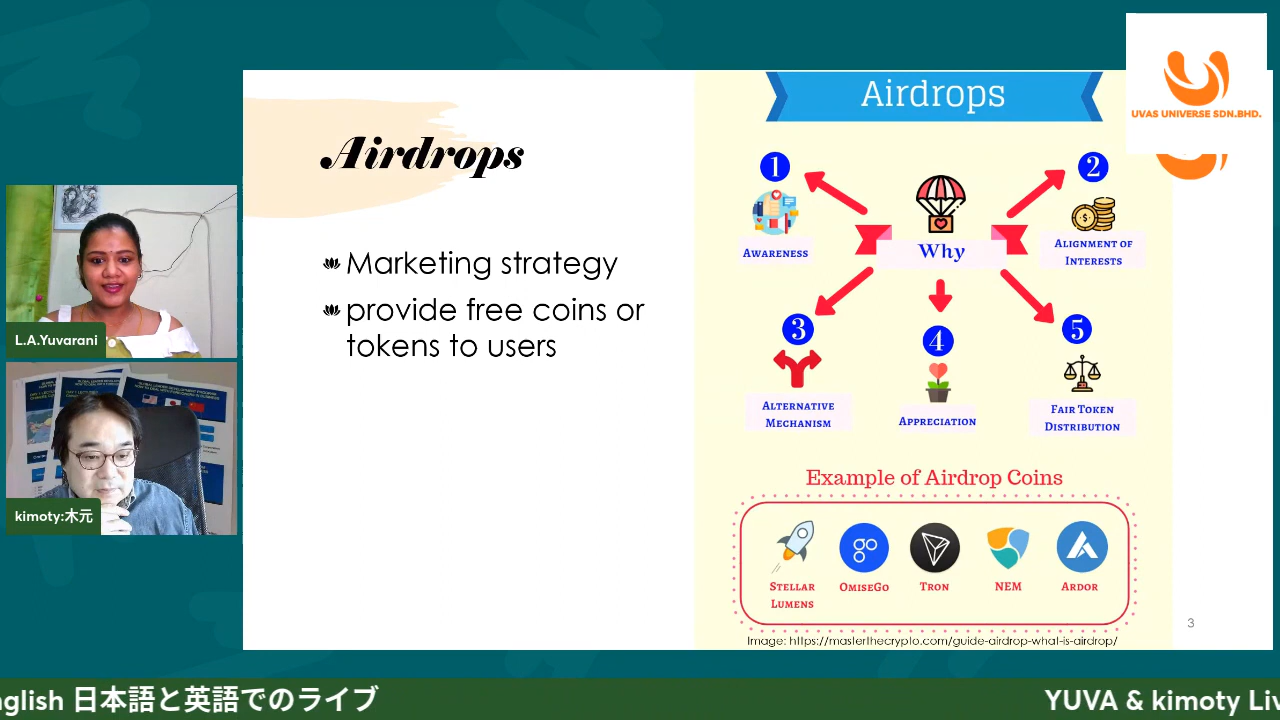 Airdrops
UVAS UNIVERSE SDN.BHD.
Airdrops
Marketing strategy
provide free coins or
tokens to users
1
2
Why
AWARENESS
ALIGNMENT OF
INTERESTS
3
4
5
ALTERNATIVE
MECHANISM
APPRECIATION
FAIR TOKEN
DISTRIBUTION
Example of Airdrop Coins
STELLAR
LUMENS
OMISEGO
TRON
NEM
ARDOR
3
Image: https://masterthecrypto.com/guide-airdrop-what-is-airdrop/
L.A.Yuvarani
kimoty:木元
nglish 日本語と英語でのライブ
YUVA & kimoty Liv